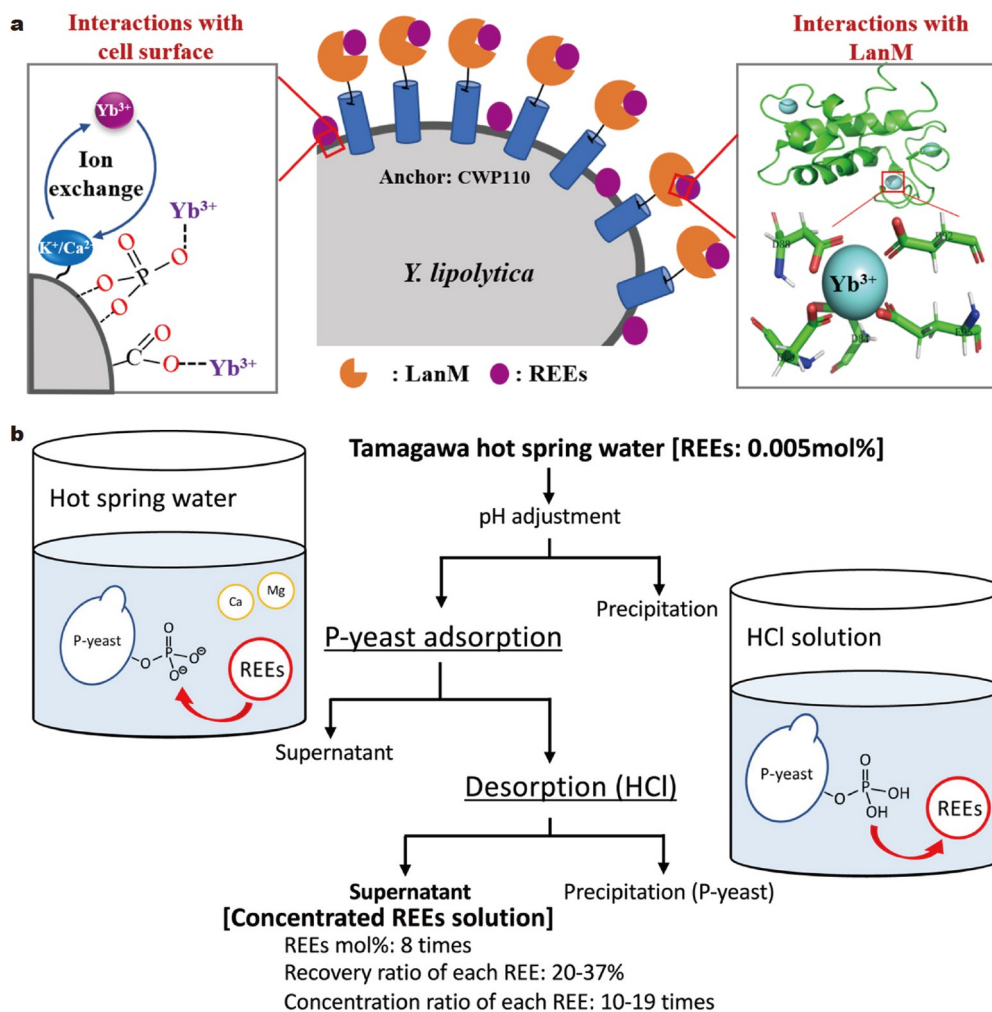 a
Interactions with
cell surface
Interactions with
LanM
Yb³⁺
Ion
exchange
K⁺/Ca²⁺
Yb³⁺
O
O
P
O
O
O
C
O
Yb³⁺
Anchor: CWP110
Y. lipolytica
: LanM
: REEs
D88
Yb³⁺
b
Tamagawa hot spring water [REEs: 0.005mol%]
Hot spring water
pH adjustment
Ca
Mg
P-yeast
O
O
P
O⊖
O⊖
REEs
P-yeast adsorption
Precipitation
HCl solution
Supernatant
Desorption (HCl)
P-yeast
O
O
P
OH
OH
REEs
Supernatant
Precipitation (P-yeast)
[Concentrated REEs solution]
REEs mol%: 8 times
Recovery ratio of each REE: 20-37%
Concentration ratio of each REE: 10-19 times